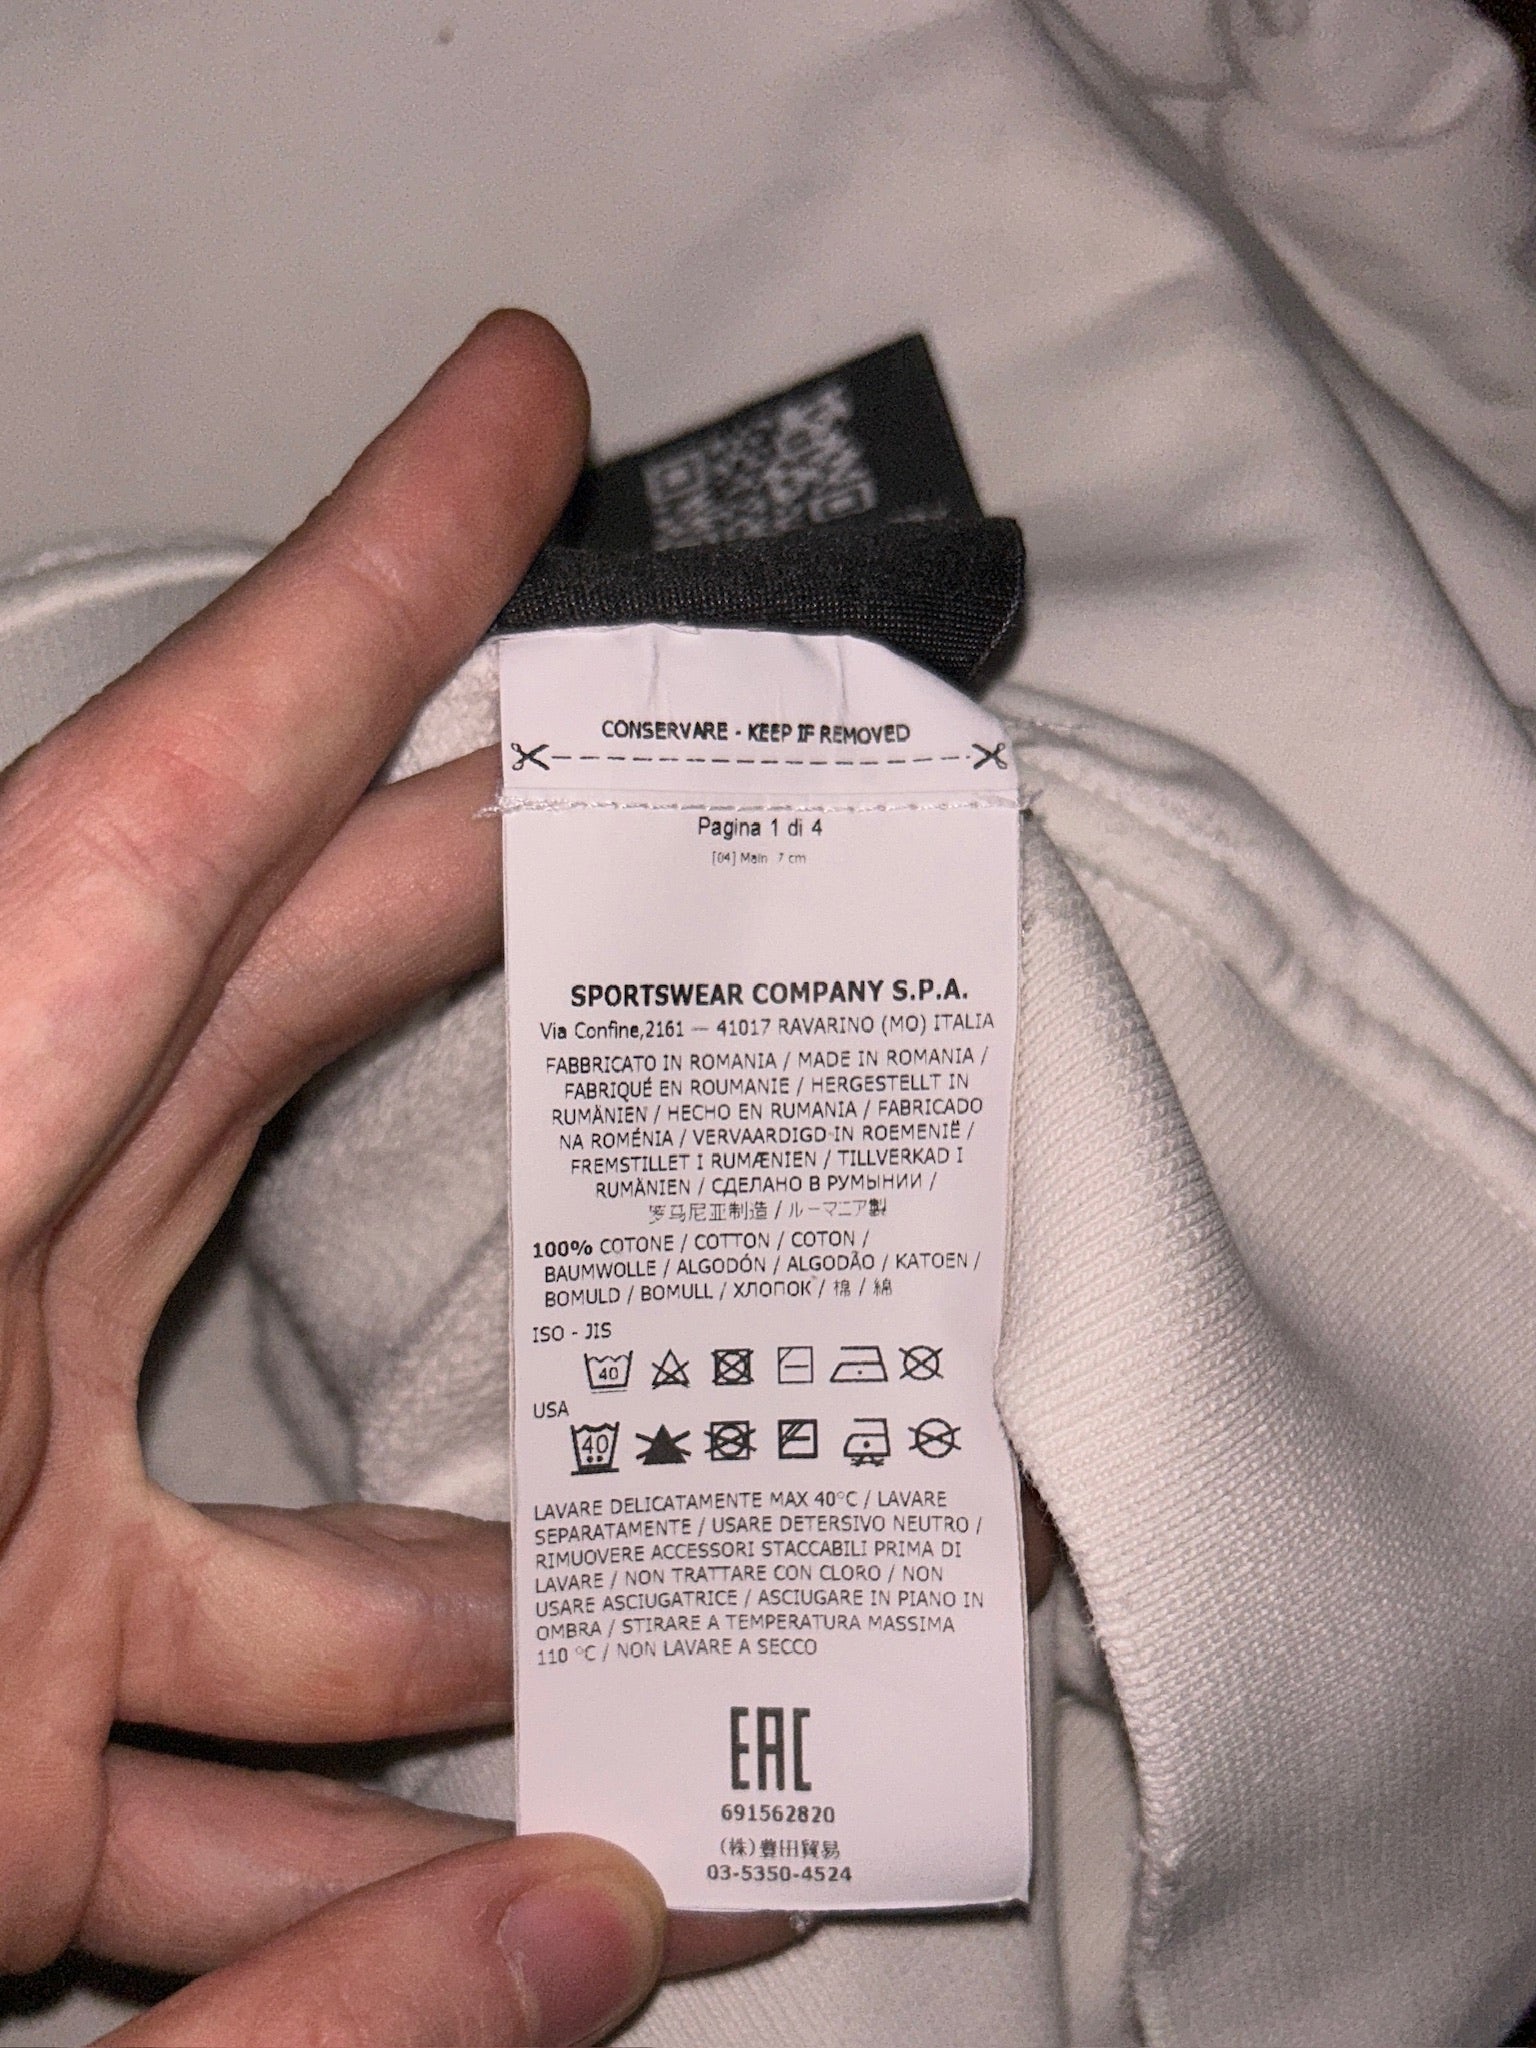 CONSERVARE - KEEP IF REMOVED
Pagina 1 di 4
[04] Main 7 cm
SPORTSWEAR COMPANY S.P.A.
Via Confine,2161 — 41017 RAVARINO (MO) ITALIA
FABBRICATO IN ROMANIA / MADE IN ROMANIA /
FABRIQUÉ EN ROUMANIE / HERGESTELLT IN
RUMÄNIEN / HECHO EN RUMANIA / FABRICADO
NA ROMÉNIA / VERVAARDIGD IN ROEMENIË /
FREMSTILLET I RUMÆNIEN / TILLVERKAD I
RUMÄNIEN / СДЕЛАНО В РУМЫНИИ /
罗马尼亚制造 / ルーマニア製
100% COTONE / COTTON / COTON /
BAUMWOLLE / ALGODÓN / ALGODÃO / KATOEN /
BOMULD / BOMULL / ХЛОПОК / 棉 / 綿
ISO - JIS
40
USA
40
LAVARE DELICATAMENTE MAX 40°C / LAVARE
SEPARATAMENTE / USARE DETERSIVO NEUTRO /
RIMUOVERE ACCESSORI STACCABILI PRIMA DI
LAVARE / NON TRATTARE CON CLORO / NON
USARE ASCIUGATRICE / ASCIUGARE IN PIANO IN
OMBRA / STIRARE A TEMPERATURA MASSIMA
110 °C / NON LAVARE A SECCO
EAC
691562820
(株)豊田貿易
03-5350-4524